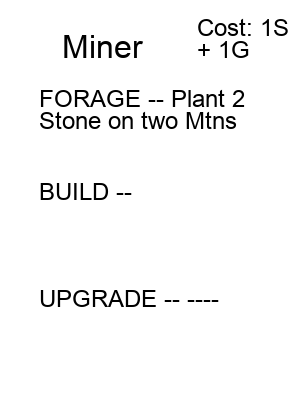 Miner
Cost: 1S
+ 1G
FORAGE -- Plant 2
Stone on two Mtns
BUILD --
UPGRADE -- ----